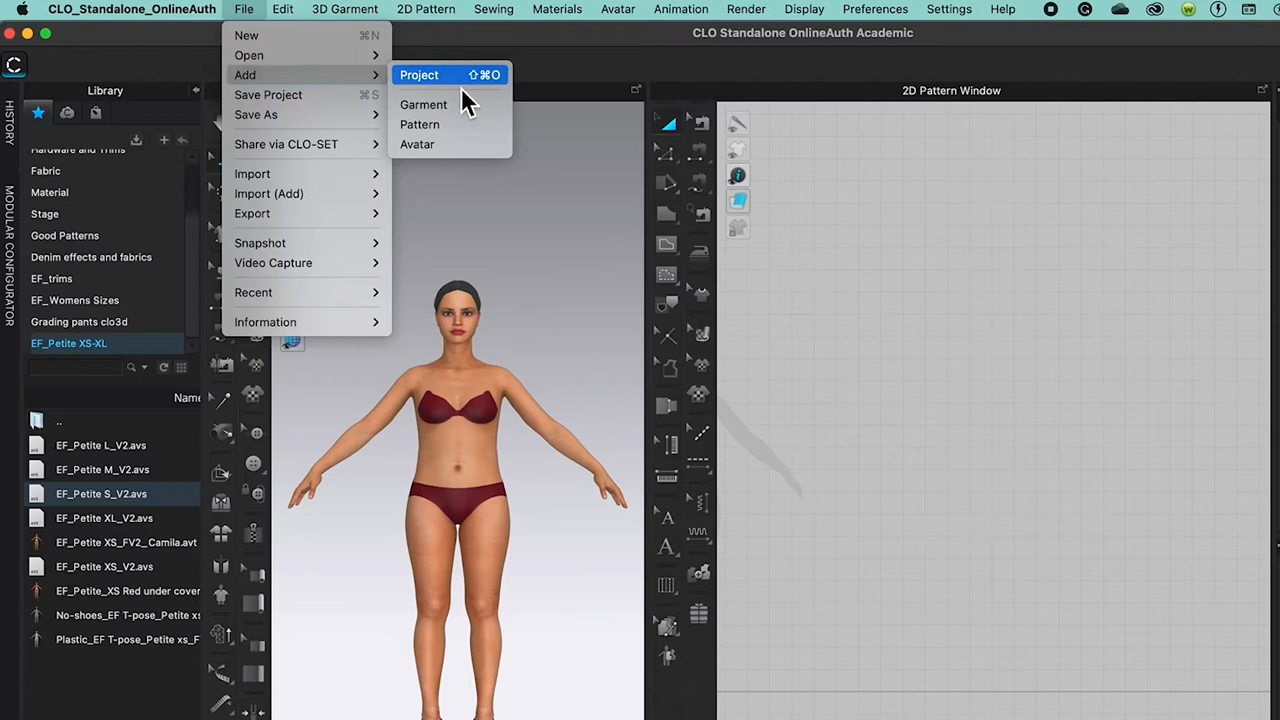 CLO_Standalone_OnlineAuth File Edit 3D Garment 2D Pattern Sewing Materials Avatar Animation Render Display Preferences Settings Help
CLO Standalone OnlineAuth Academic
New ⌘N
Open
Add
Save Project ⌘S
Save As
Share via CLO-SET
Import
Import (Add)
Export
Snapshot
Video Capture
Recent
Information
Project ⇧⌘O
Garment
Pattern
Avatar
HISTORY
MODULAR CONFIGURATOR
Library
Hardware and Trims
Fabric
Material
Stage
Good Patterns
Denim effects and fabrics
EF_trims
EF_Womens Sizes
Grading pants clo3d
EF_Petite XS-XL
Name
..
EF_Petite L_V2.avs
EF_Petite M_V2.avs
EF_Petite S_V2.avs
EF_Petite XL_V2.avs
EF_Petite XS_FV2_ Camila.avt
EF_Petite XS_V2.avs
EF_Petite_XS Red under cover
No-shoes_EF T-pose_Petite xs
Plastic_EF T-pose_Petite xs_F
2D Pattern Window